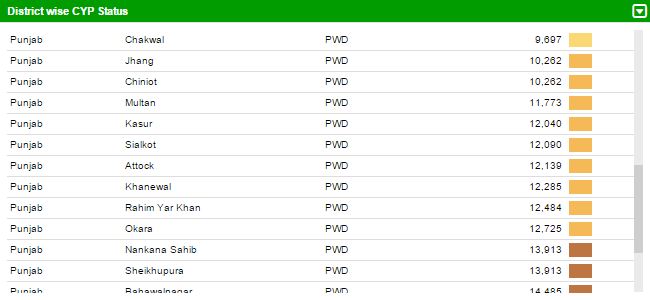 District wise CYP Status
Punjab Chakwal PWD 9,697
Punjab Jhang PWD 10,262
Punjab Chiniot PWD 10,262
Punjab Multan PWD 11,773
Punjab Kasur PWD 12,040
Punjab Sialkot PWD 12,090
Punjab Attock PWD 12,139
Punjab Khanewal PWD 12,285
Punjab Rahim Yar Khan PWD 12,484
Punjab Okara PWD 12,725
Punjab Nankana Sahib PWD 13,913
Punjab Sheikhupura PWD 13,913
Punjab Bahawalnagar PWD 14,485